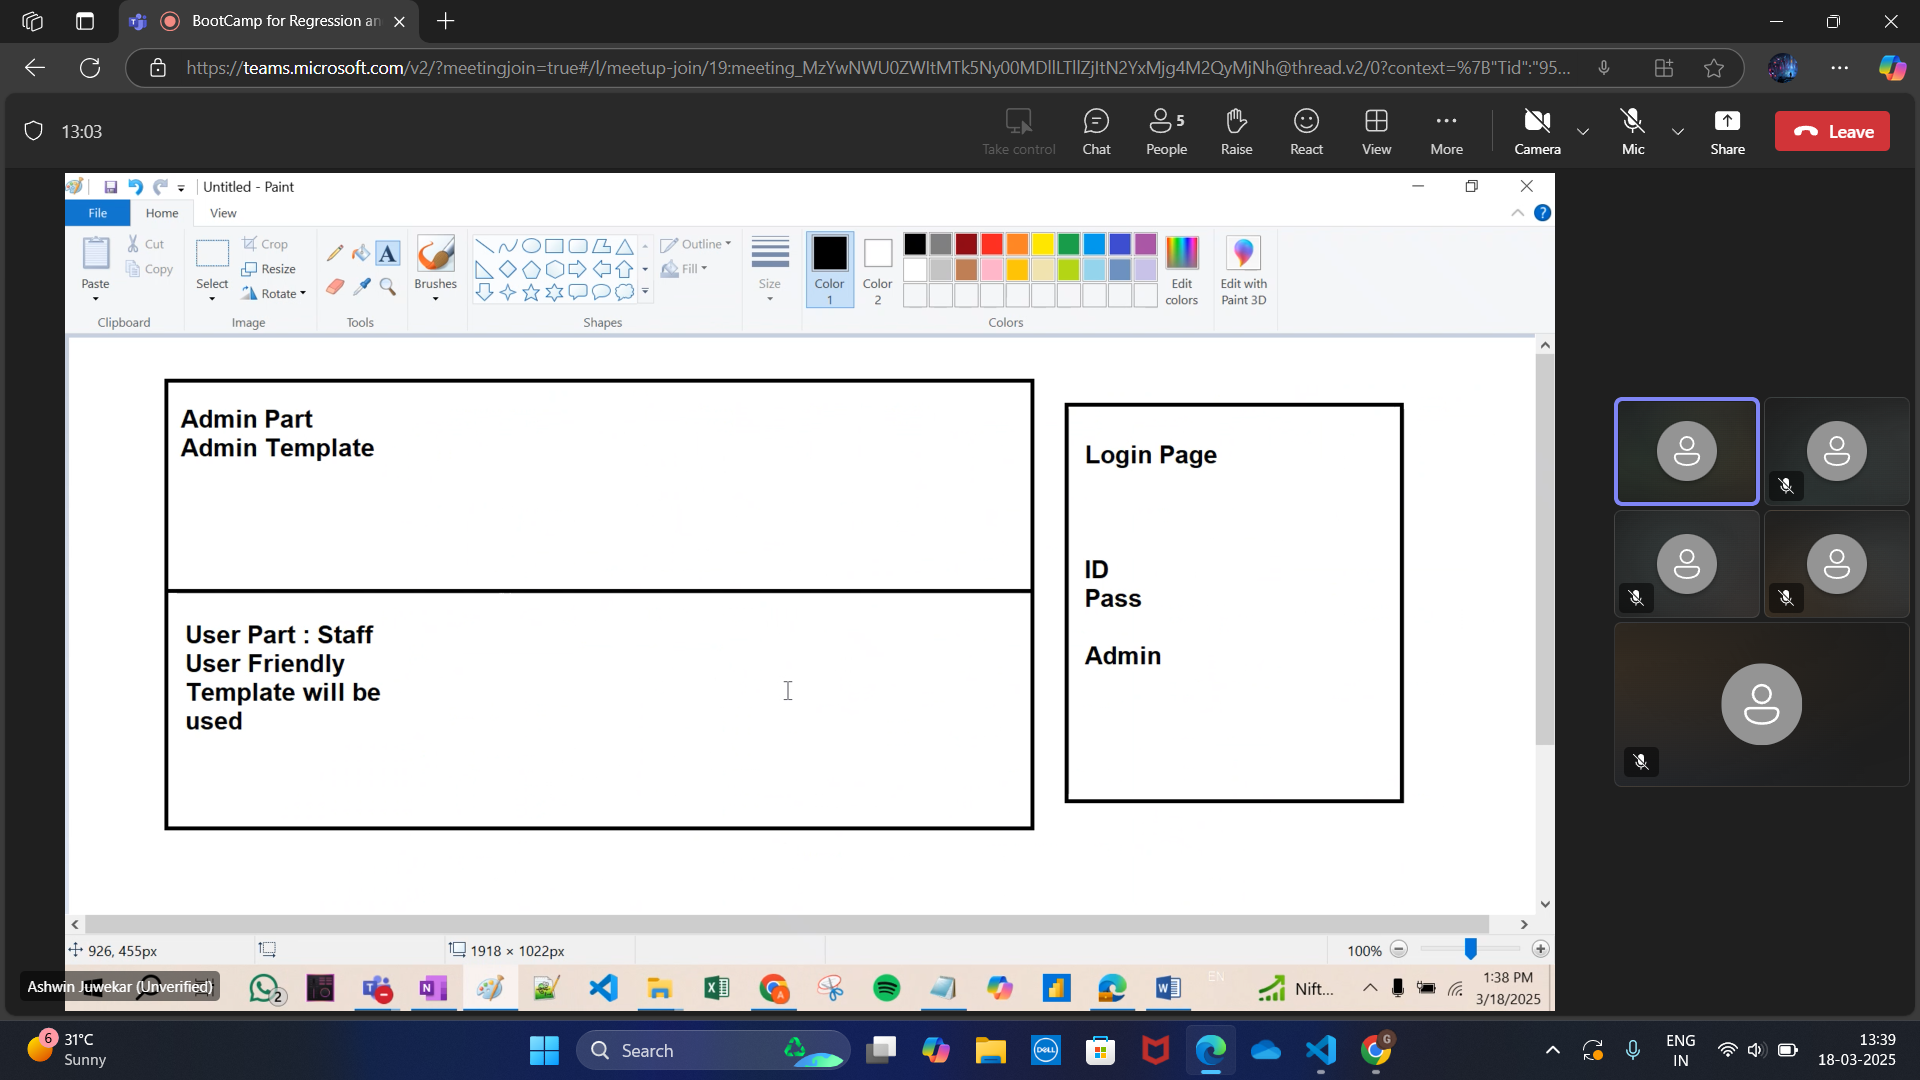 BootCamp for Regression an
https://teams.microsoft.com/v2/?meetingjoin=true#/l/meetup-join/19:meeting_MzYwNWU0ZWItMTk5Ny00MDllLTllZjItN2YxMjg4M2QyMjNh@thread.v2/0?context=%7B"Tid":"95...
13:03
Take control
Chat
People
5
Raise
React
View
More
Camera
Mic
Share
Leave
Untitled - Paint
File
Home
View
Paste
Cut
Copy
Clipboard
Select
Crop
Resize
Rotate
Image
A
Tools
Brushes
Outline
Fill
Shapes
Size
Color
1
Color
2
Edit
colors
Edit with
Paint 3D
Colors
Admin Part
Admin Template
User Part : Staff
User Friendly
Template will be
used
Login Page
ID
Pass
Admin
926, 455px
1918 × 1022px
100%
Ashwin Juwekar (Unverified)
2
Nift...
EN
1:38 PM
3/18/2025
6
31°C
Sunny
Search
DELL
G
ENG
IN
13:39
18-03-2025